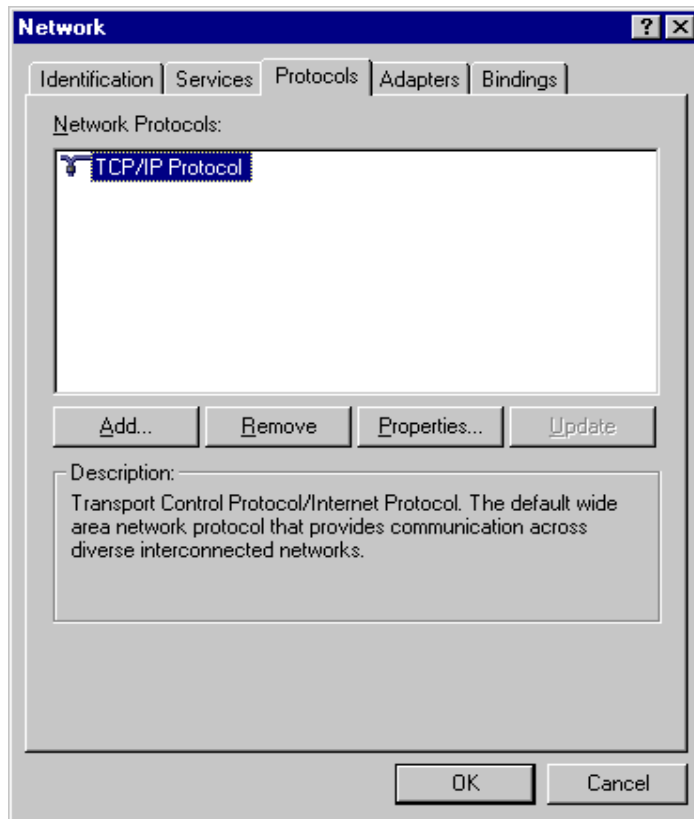 Network
Identification Services Protocols Adapters Bindings
Network Protocols:
TCP/IP Protocol
Add... Remove Properties... Update
Description:
Transport Control Protocol/Internet Protocol. The default wide
area network protocol that provides communication across
diverse interconnected networks.
OK Cancel